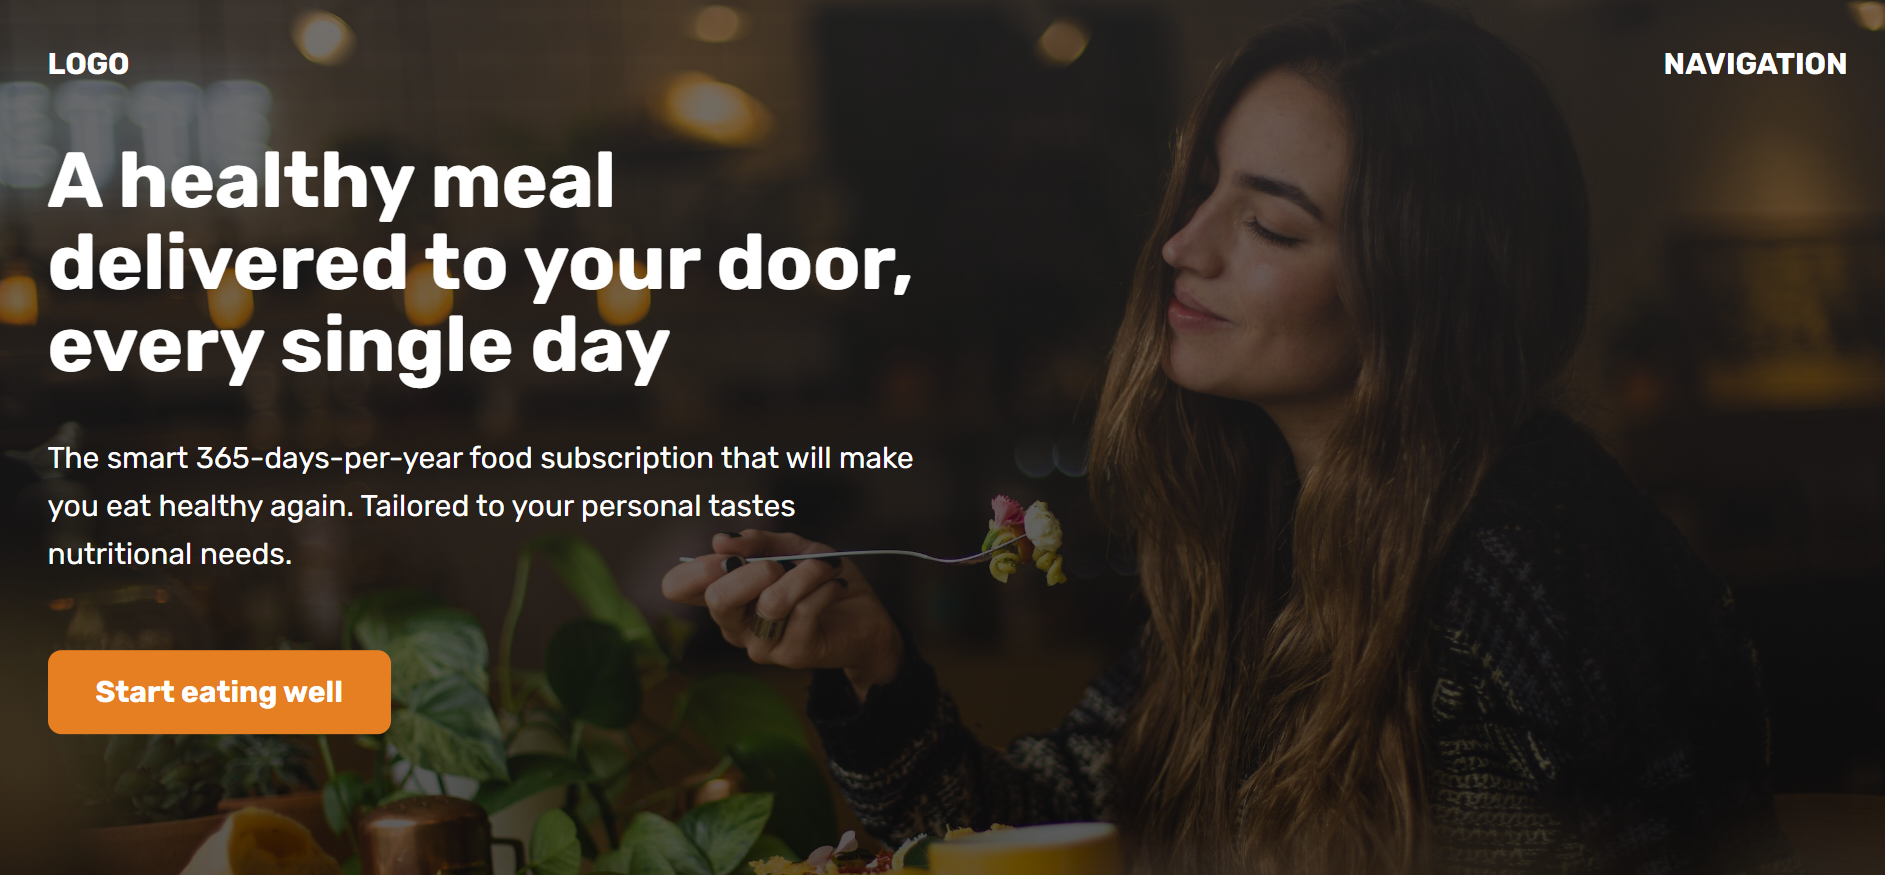 LOGO
NAVIGATION
A healthy meal
delivered to your door,
every single day
The smart 365-days-per-year food subscription that will make
you eat healthy again. Tailored to your personal tastes
nutritional needs.
Start eating well